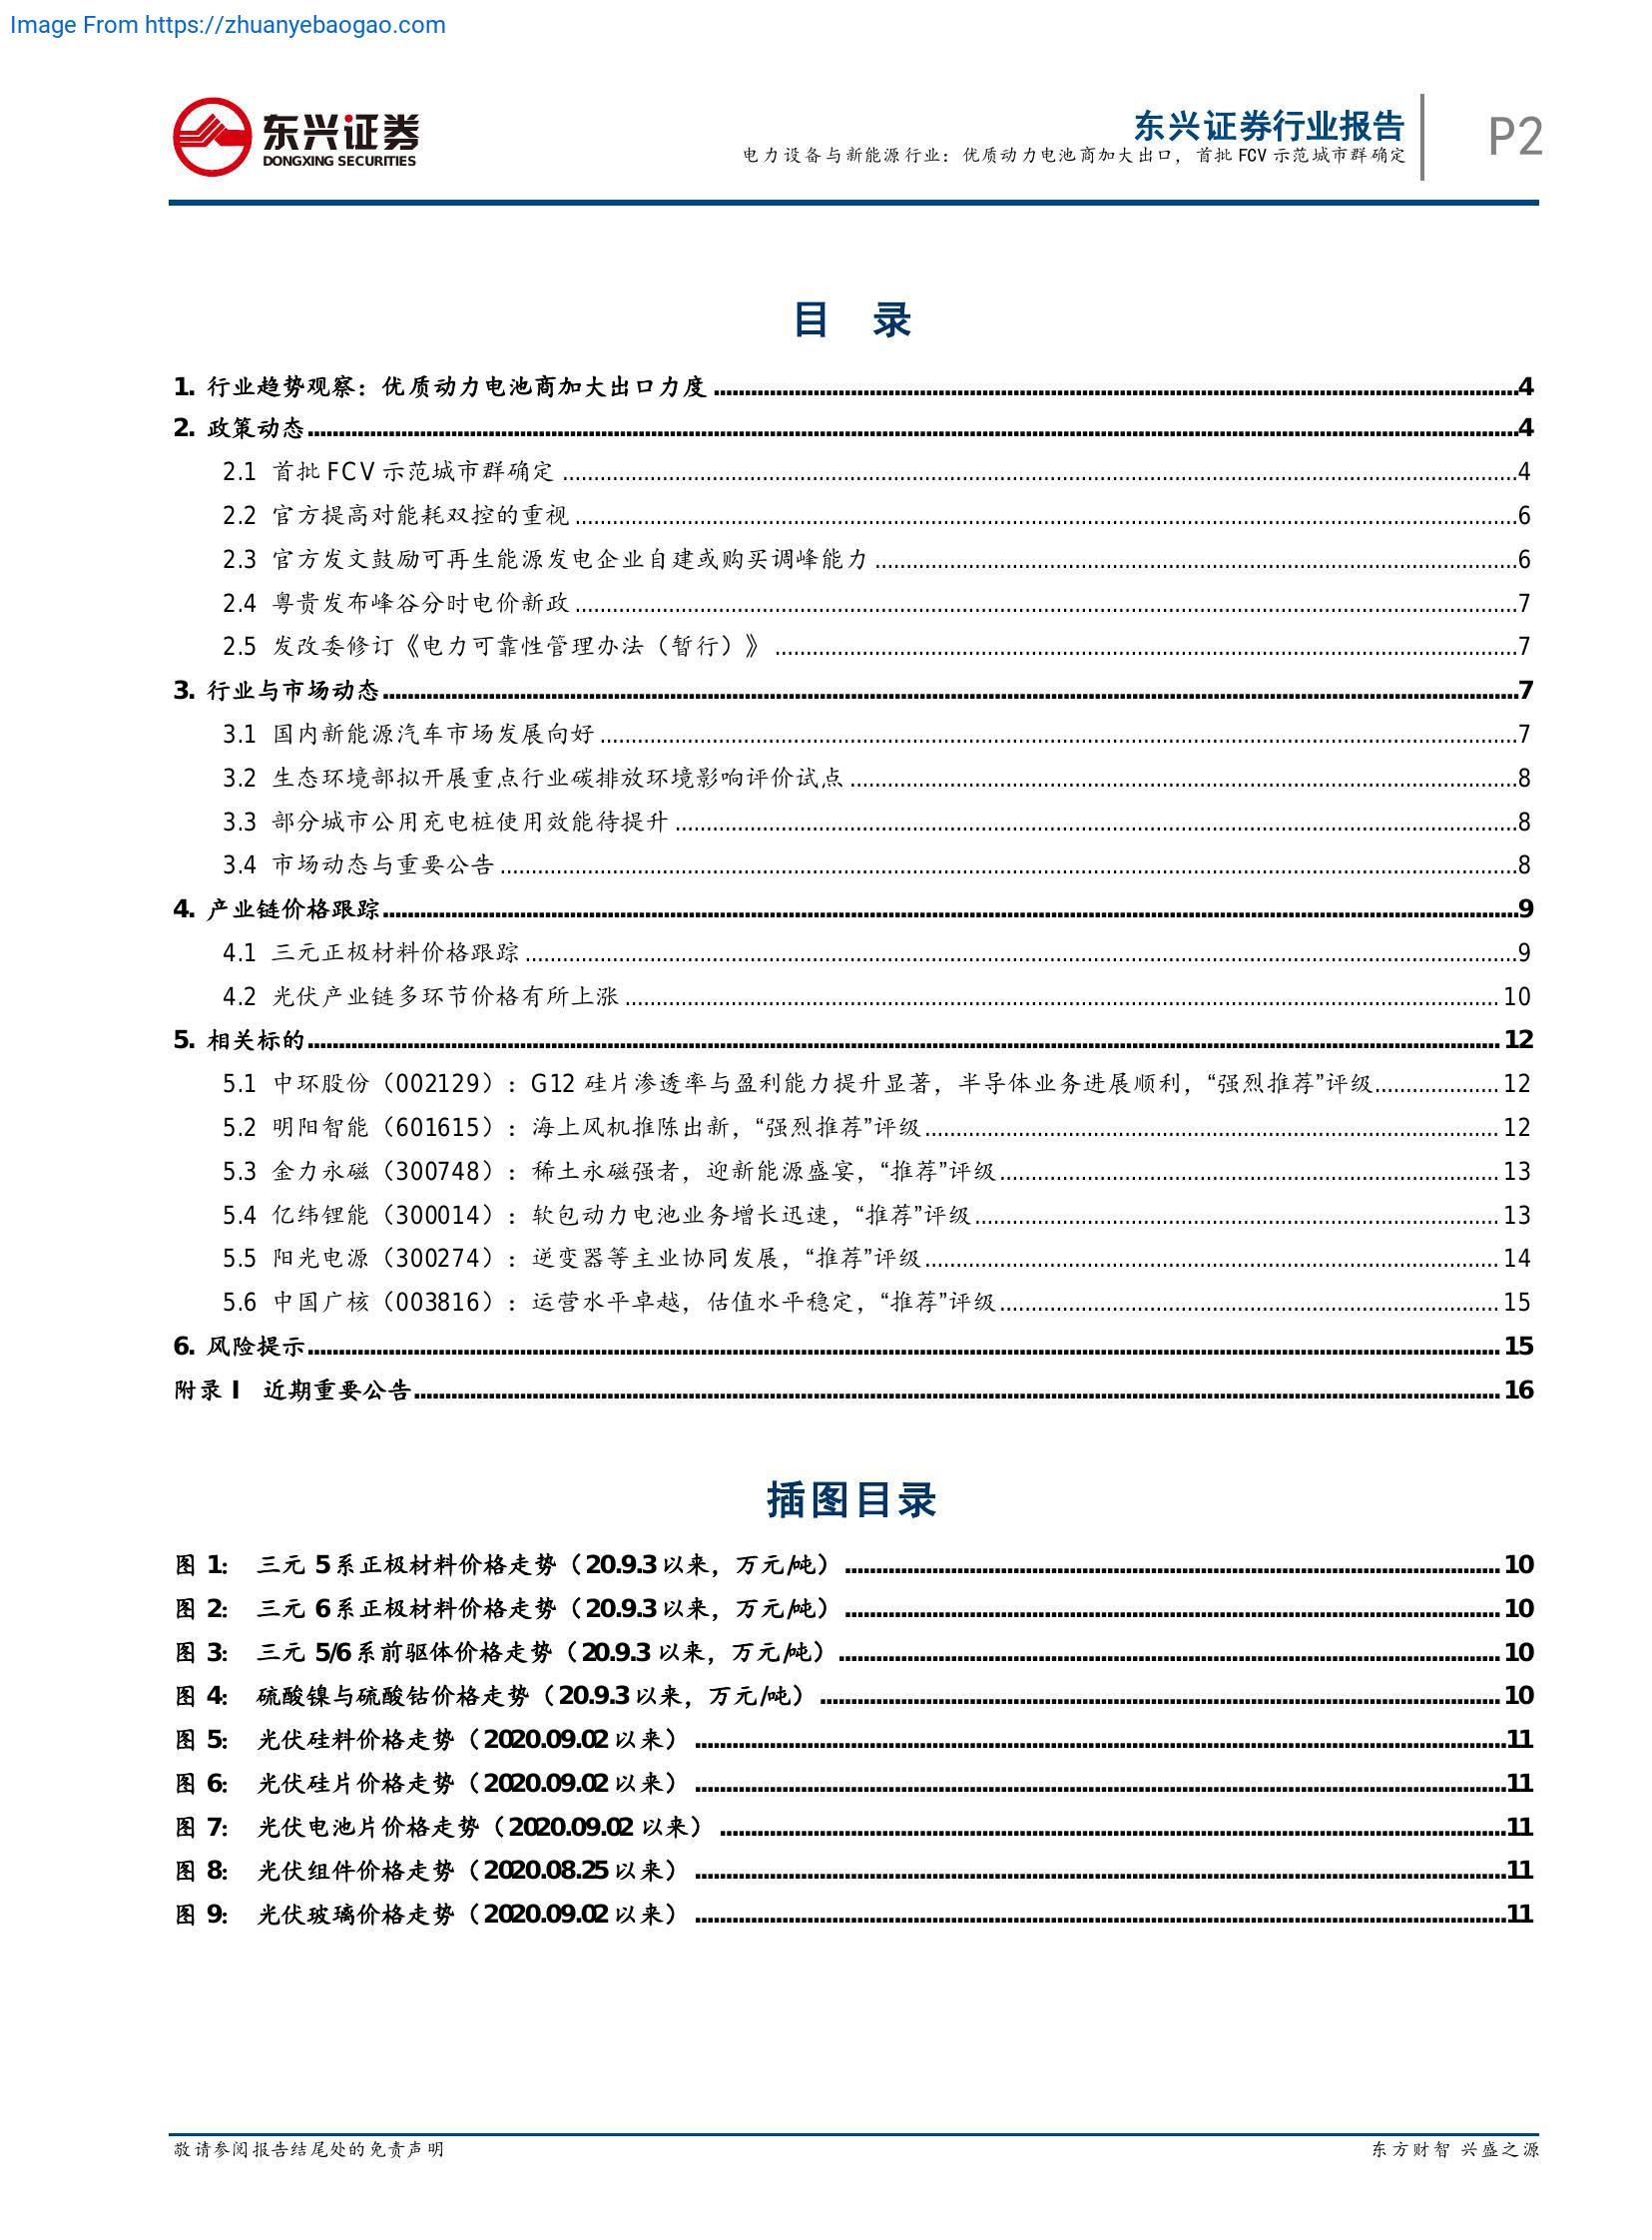 Image From https://zhuanyebaogao.com
东兴证券
DONGXING SECURITIES
东兴证券行业报告
电力设备与新能源行业：优质动力电池商加大出口，首批 FCV 示范城市群确定
P2
目 录
1. 行业趋势观察：优质动力电池商加大出口力度 ........ 4
2. 政策动态 ........ 4
2.1 首批 FCV 示范城市群确定 ........ 4
2.2 官方提高对能耗双控的重视 ........ 6
2.3 官方发文鼓励可再生能源发电企业自建或购买调峰能力 ........ 6
2.4 粤贵发布峰谷分时电价新政 ........ 7
2.5 发改委修订《电力可靠性管理办法（暂行）》 ........ 7
3. 行业与市场动态 ........ 7
3.1 国内新能源汽车市场发展向好 ........ 7
3.2 生态环境部拟开展重点行业碳排放环境影响评价试点 ........ 8
3.3 部分城市公用充电桩使用效能待提升 ........ 8
3.4 市场动态与重要公告 ........ 8
4. 产业链价格跟踪 ........ 9
4.1 三元正极材料价格跟踪 ........ 9
4.2 光伏产业链多环节价格有所上涨 ........ 10
5. 相关标的 ........ 12
5.1 中环股份（002129）：G12 硅片渗透率与盈利能力提升显著，半导体业务进展顺利，“强烈推荐”评级 ........ 12
5.2 明阳智能（601615）：海上风机推陈出新，“强烈推荐”评级 ........ 12
5.3 金力永磁（300748）：稀土永磁强者，迎新能源盛宴，“推荐”评级 ........ 13
5.4 亿纬锂能（300014）：软包动力电池业务增长迅速，“推荐”评级 ........ 13
5.5 阳光电源（300274）：逆变器等主业协同发展，“推荐”评级 ........ 14
5.6 中国广核（003816）：运营水平卓越，估值水平稳定，“推荐”评级 ........ 15
6. 风险提示 ........ 15
附录 I 近期重要公告 ........ 16
插图目录
图 1: 三元 5 系正极材料价格走势（20.9.3 以来，万元/吨） ........ 10
图 2: 三元 6 系正极材料价格走势（20.9.3 以来，万元/吨） ........ 10
图 3: 三元 5/6 系前驱体价格走势（20.9.3 以来，万元/吨） ........ 10
图 4: 硫酸镍与硫酸钴价格走势（20.9.3 以来，万元/吨） ........ 10
图 5: 光伏硅料价格走势（2020.09.02 以来） ........ 11
图 6: 光伏硅片价格走势（2020.09.02 以来） ........ 11
图 7: 光伏电池片价格走势（2020.09.02 以来） ........ 11
图 8: 光伏组件价格走势（2020.08.25 以来） ........ 11
图 9: 光伏玻璃价格走势（2020.09.02 以来） ........ 11
敬请参阅报告结尾处的免责声明
东方财智 兴盛之源